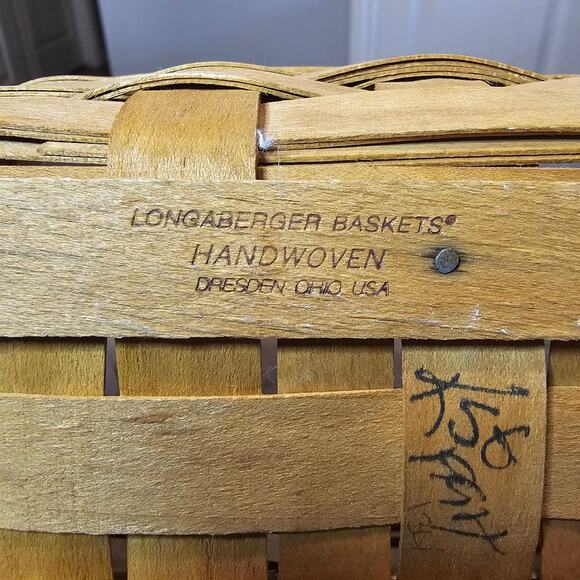 LONGABERGER BASKETS®
HANDWOVEN
DRESDEN OHIO USA